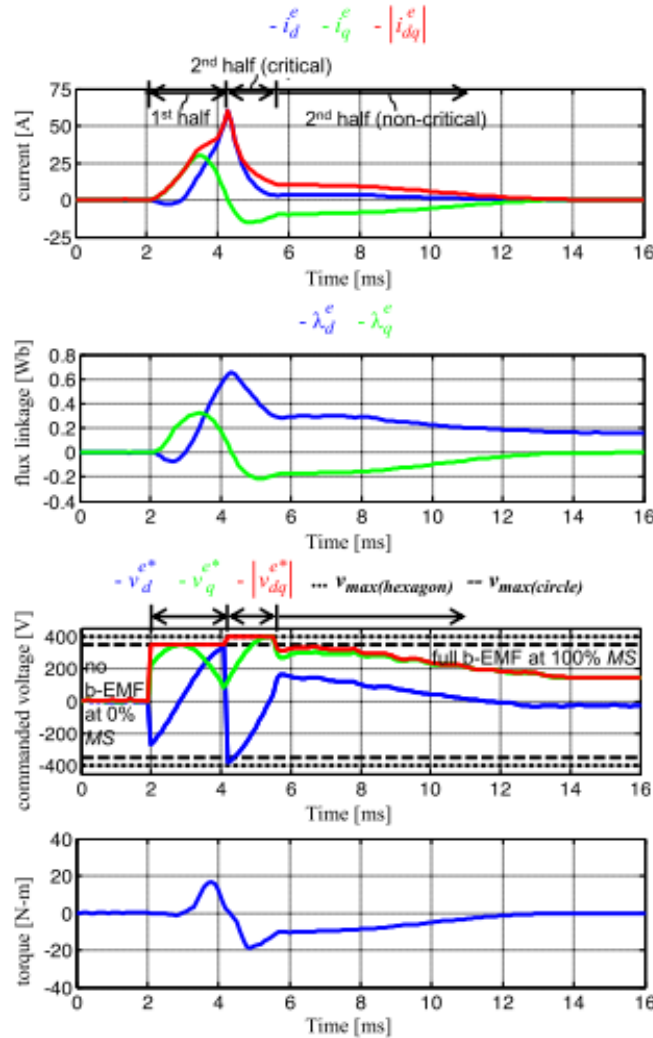 - i_d^e - i_q^e - |i_dq^e|
2nd half (critical)
1st half
2nd half (non-critical)
75
50
25
0
-25
current [A]
0 2 4 6 8 10 12 14 16
Time [ms]
- λ_d^e - λ_q^e
0.8
0.6
0.4
0.2
0
-0.2
-0.4
flux linkage [Wb]
0 2 4 6 8 10 12 14 16
Time [ms]
- v_d^e* - v_q^e* - |v_dq^e*| ... v_max(hexagon) -- v_max(circle)
400
200
0
-200
-400
commanded voltage [V]
no
b-EMF
at 0%
MS
full b-EMF at 100% MS
0 2 4 6 8 10 12 14 16
Time [ms]
40
20
0
-20
-40
torque [N-m]
0 2 4 6 8 10 12 14 16
Time [ms]